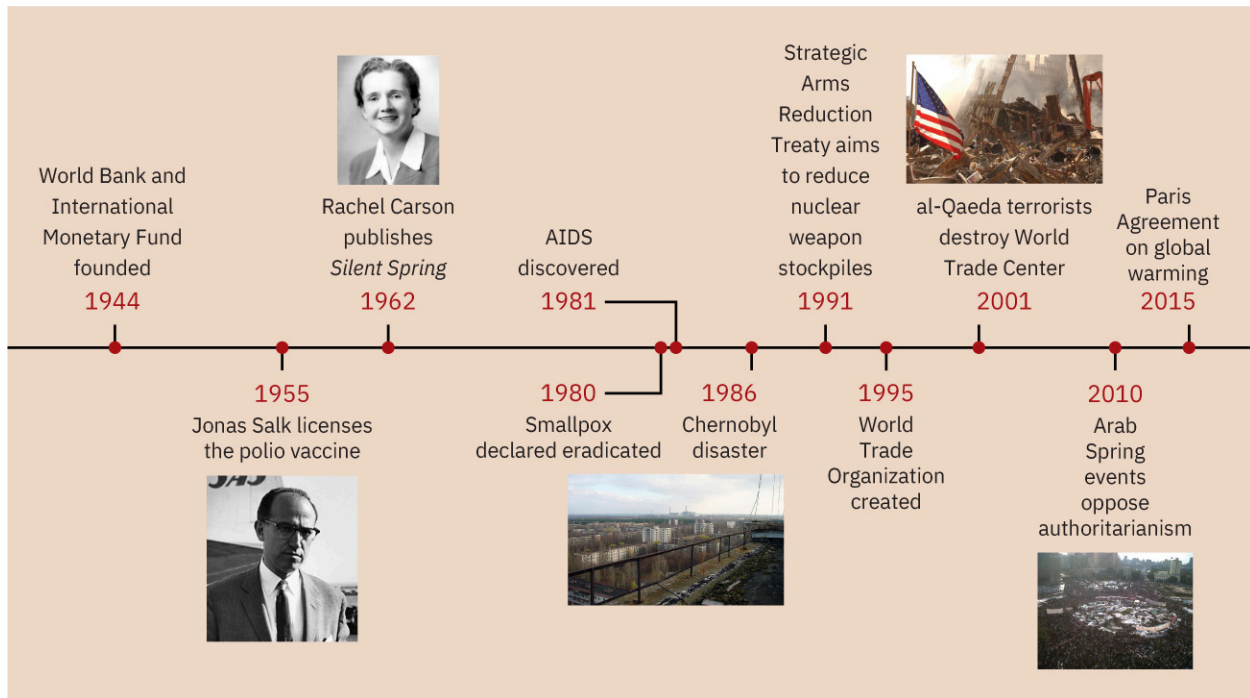 World Bank and
International
Monetary Fund
founded
1944
Jonas Salk licenses
the polio vaccine
1955
Rachel Carson
publishes
Silent Spring
1962
Smallpox
declared eradicated
1980
AIDS
discovered
1981
Chernobyl
disaster
1986
Strategic
Arms
Reduction
Treaty aims
to reduce
nuclear
weapon
stockpiles
1991
World
Trade
Organization
created
1995
al-Qaeda terrorists
destroy World
Trade Center
2001
Arab
Spring
events
oppose
authoritarianism
2010
Paris
Agreement
on global
warming
2015
SAS